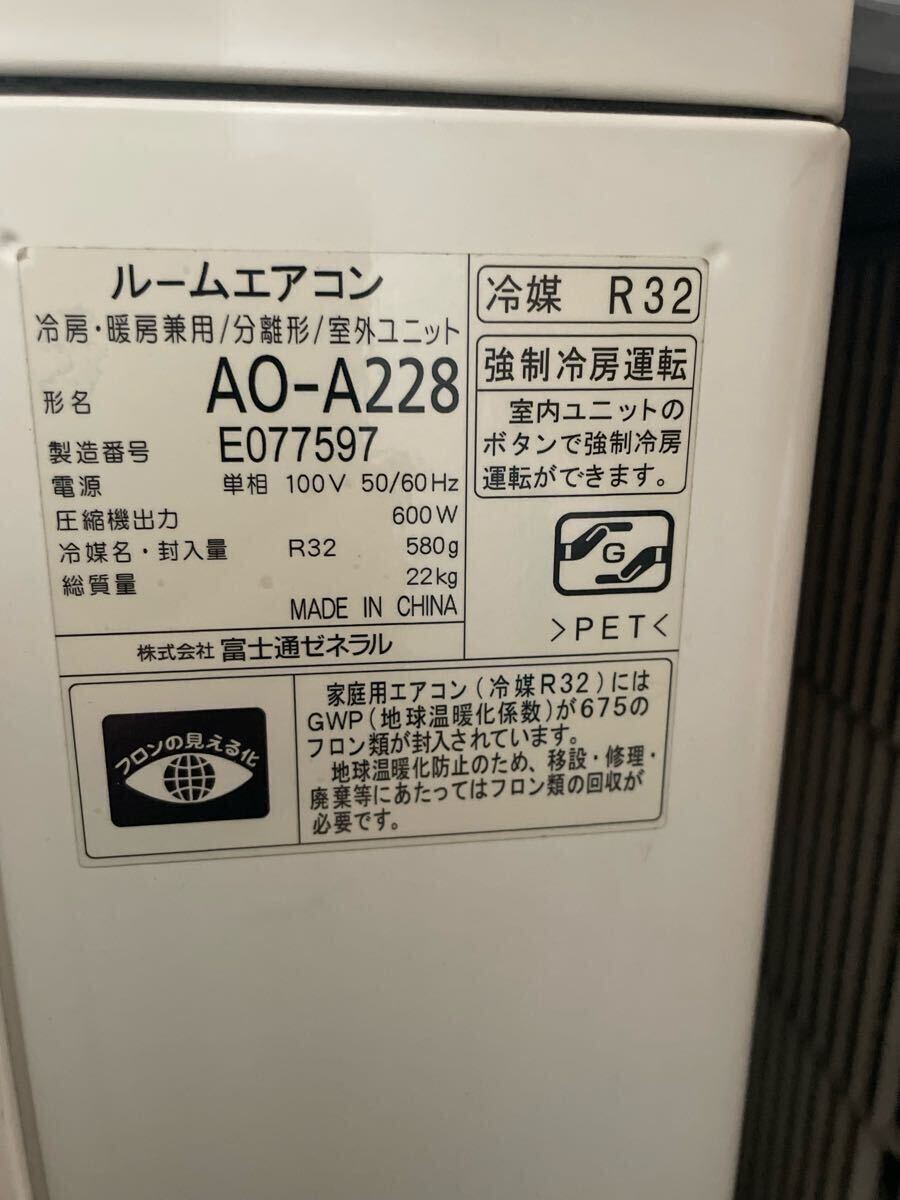 ルームエアコン
冷房・暖房兼用/分離形/室外ユニット
形名 AO-A228
製造番号 E077597
電源 単相 100V 50/60Hz
圧縮機出力 600W
冷媒名・封入量 R32 580g
総質量 22kg
MADE IN CHINA
株式会社 富士通ゼネラル
冷媒 R32
強制冷房運転
室内ユニットの
ボタンで強制冷房
運転ができます。
G
>PET<
フロンの見える化
家庭用エアコン(冷媒R32)には
GWP(地球温暖化係数)が675の
フロン類が封入されています。
地球温暖化防止のため、移設・修理・
廃棄等にあたってはフロン類の回収が
必要です。